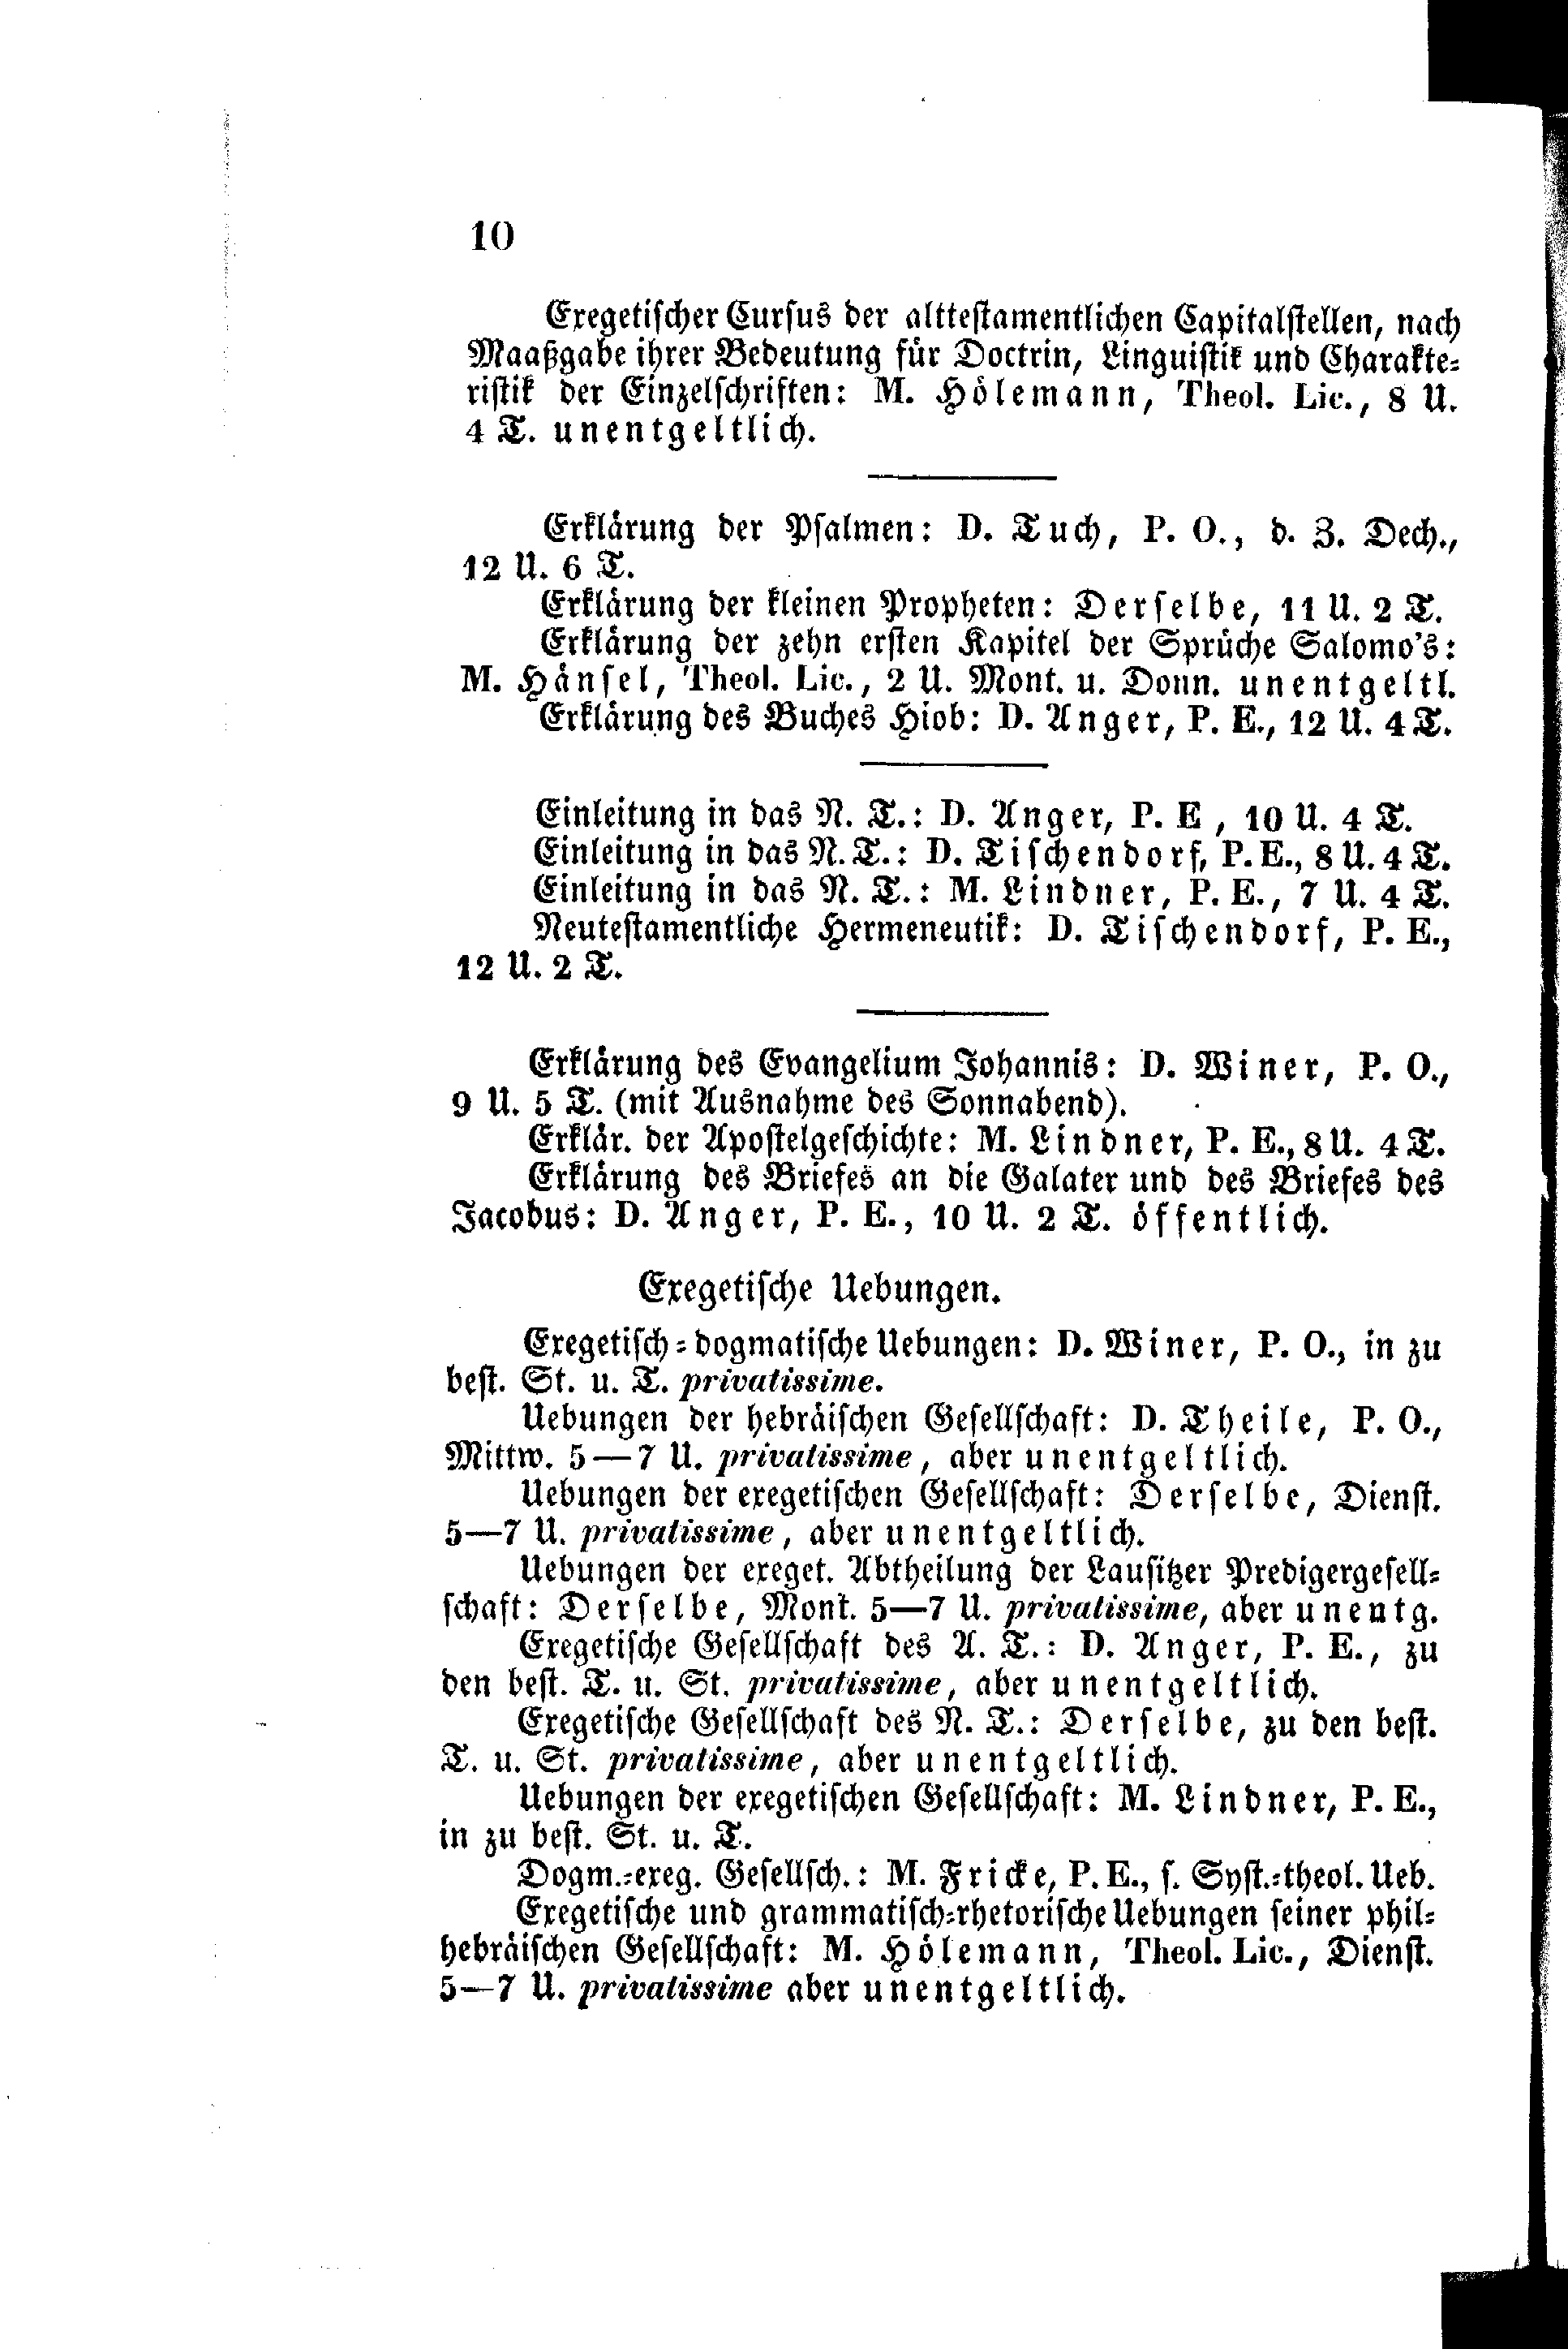 10
Exegetischer Cursus der alttestamentlichen Capitalstellen, nach
Maaßgabe ihrer Bedeutung für Doctrin, Linguistik und Charakte-
ristik der Einzelschriften: M. Hölemann, Theol. Lic., 8 U.
4 T. unentgeltlich.
Erklärung der Psalmen: D. Tuch, P. O., d. Z. Dech.,
12 U. 6 T.
Erklärung der kleinen Propheten: Derselbe, 11 U. 2 T.
Erklärung der zehn ersten Kapitel der Sprüche Salomo's:
M. Hänsel, Theol. Lic., 2 U. Mont. u. Donn. unentgeltl.
Erklärung des Buches Hiob: D. Anger, P. E., 12 U. 4 T.
Einleitung in das N. T.: D. Anger, P. E , 10 U. 4 T.
Einleitung in das N. T.: D. Tischendorf, P. E., 8 U. 4 T.
Einleitung in das N. T.: M. Lindner, P. E., 7 U. 4 T.
Neutestamentliche Hermeneutik: D. Tischendorf, P. E.,
12 U. 2 T.
Erklärung des Evangelium Johannis: D. Winer, P. O.,
9 U. 5 T. (mit Ausnahme des Sonnabend).
Erklär. der Apostelgeschichte: M. Lindner, P. E., 8 U. 4 T.
Erklärung des Briefes an die Galater und des Briefes des
Jacobus: D. Anger, P. E., 10 U. 2 T. öffentlich.
Exegetische Uebungen.
Exegetisch-dogmatische Uebungen: D. Winer, P. O., in zu
best. St. u. T. privatissime.
Uebungen der hebräischen Gesellschaft: D. Theile, P. O.,
Mittw. 5—7 U. privatissime, aber unentgeltlich.
Uebungen der exegetischen Gesellschaft: Derselbe, Dienst.
5—7 U. privatissime, aber unentgeltlich.
Uebungen der exeget. Abtheilung der Lausitzer Predigergesell-
schaft: Derselbe, Mont. 5—7 U. privatissime, aber unentg.
Exegetische Gesellschaft des A. T.: D. Anger, P. E., zu
den best. T. u. St. privatissime, aber unentgeltlich.
Exegetische Gesellschaft des N. T.: Derselbe, zu den best.
T. u. St. privatissime, aber unentgeltlich.
Uebungen der exegetischen Gesellschaft: M. Lindner, P. E.,
in zu best. St. u. T.
Dogm.-exeg. Gesellsch.: M. Fricke, P. E., s. Syst.-theol. Ueb.
Exegetische und grammatisch-rhetorische Uebungen seiner phil-
hebräischen Gesellschaft: M. Hölemann, Theol. Lic., Dienst.
5—7 U. privatissime aber unentgeltlich.